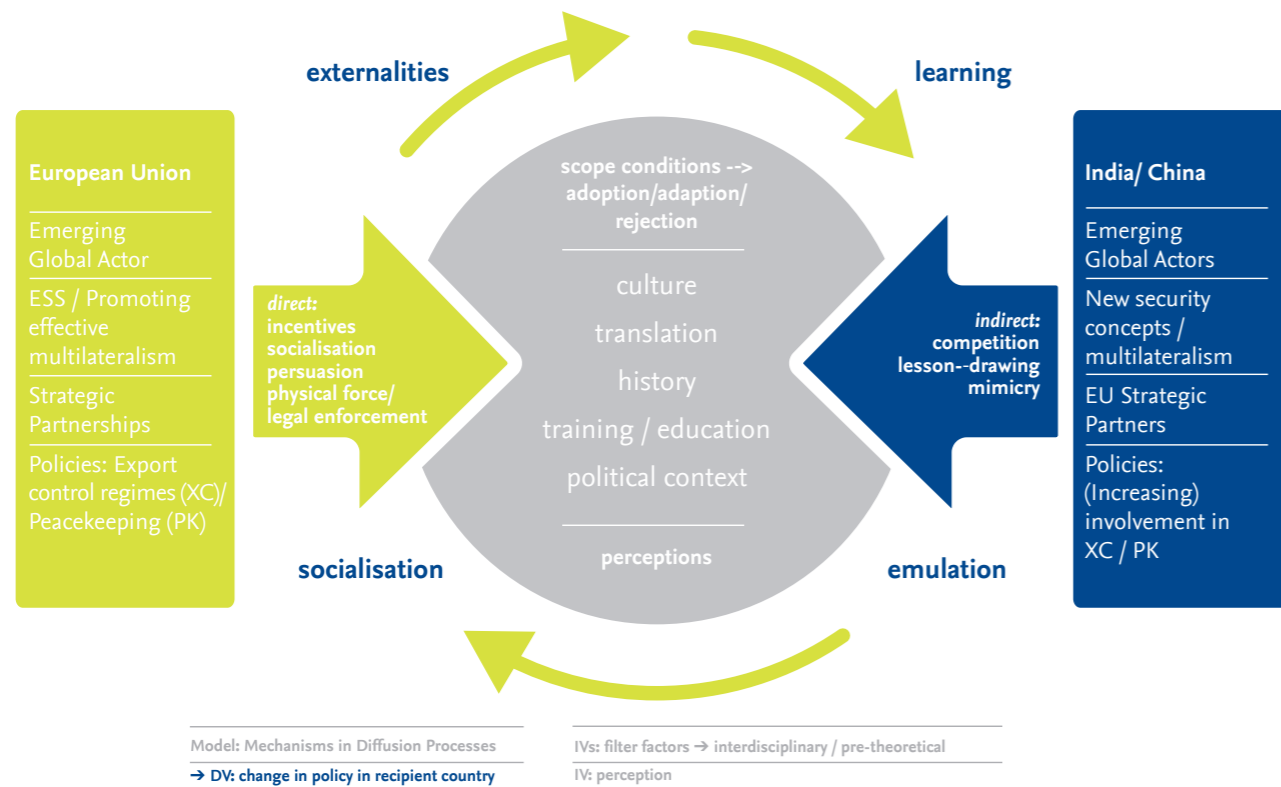 externalities
learning
European Union
Emerging
Global Actor
ESS / Promoting
effective
multilateralism
Strategic
Partnerships
Policies: Export
control regimes (XC)/
Peacekeeping (PK)
direct:
incentives
socialisation
persuasion
physical force/
legal enforcement
scope conditions -->
adoption/adaption/
rejection
culture
translation
history
training / education
political context
perceptions
indirect:
competition
lesson--drawing
mimicry
India/ China
Emerging
Global Actors
New security
concepts /
multilateralism
EU Strategic
Partners
Policies:
(Increasing)
involvement in
XC / PK
socialisation
emulation
Model: Mechanisms in Diffusion Processes
➔ DV: change in policy in recipient country
IVs: filter factors ➔ interdisciplinary / pre-theoretical
IV: perception